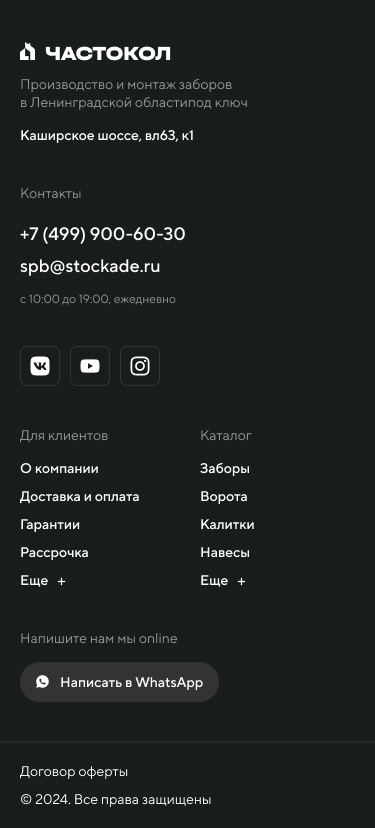 ЧАСТОКОЛ
Производство и монтаж заборов
в Ленинградской областипод ключ
Каширское шоссе, вл63, к1
Контакты
+7 (499) 900-60-30
spb@stockade.ru
с 10:00 до 19:00, ежедневно
Для клиентов
О компании
Доставка и оплата
Гарантии
Рассрочка
Еще +
Каталог
Заборы
Ворота
Калитки
Навесы
Еще +
Напишите нам мы online
Написать в WhatsApp
Договор оферты
© 2024. Все права защищены